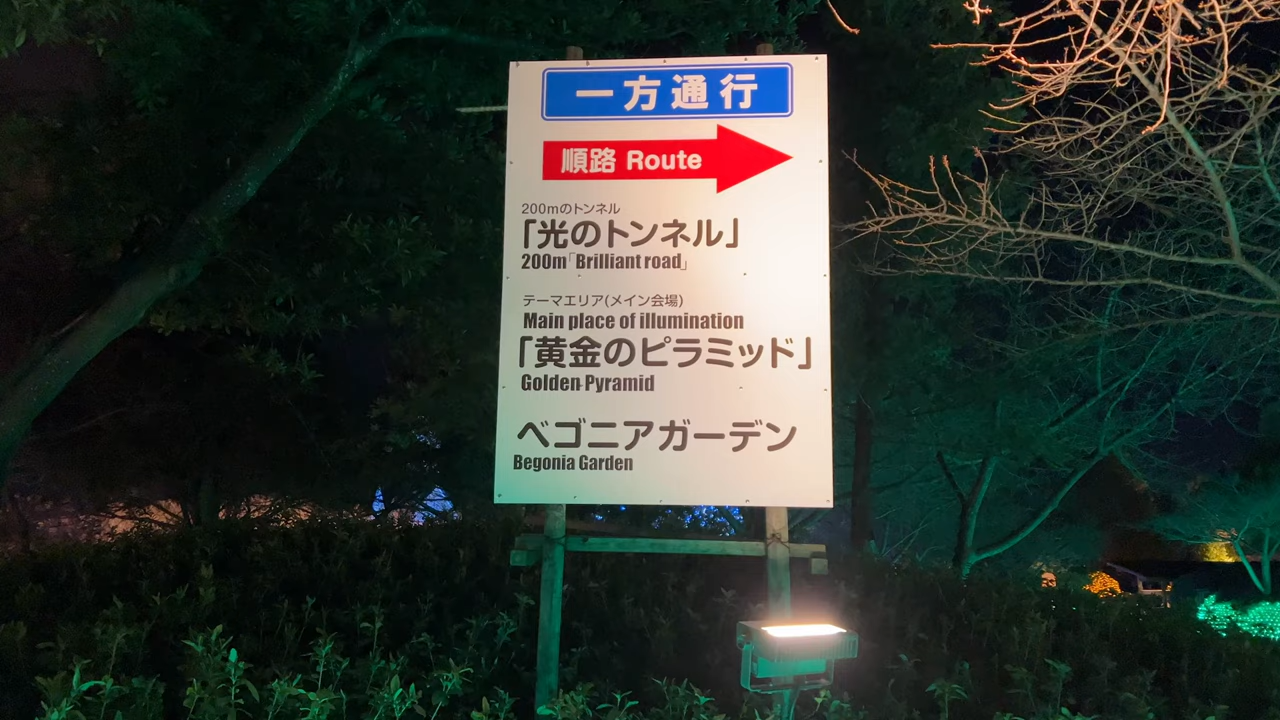 一方通行
順路 Route
200mのトンネル
「光のトンネル」
200m「Brilliant road」
テーマエリア(メイン会場)
Main place of illumination
「黄金のピラミッド」
Golden Pyramid
ベゴニアガーデン
Begonia Garden